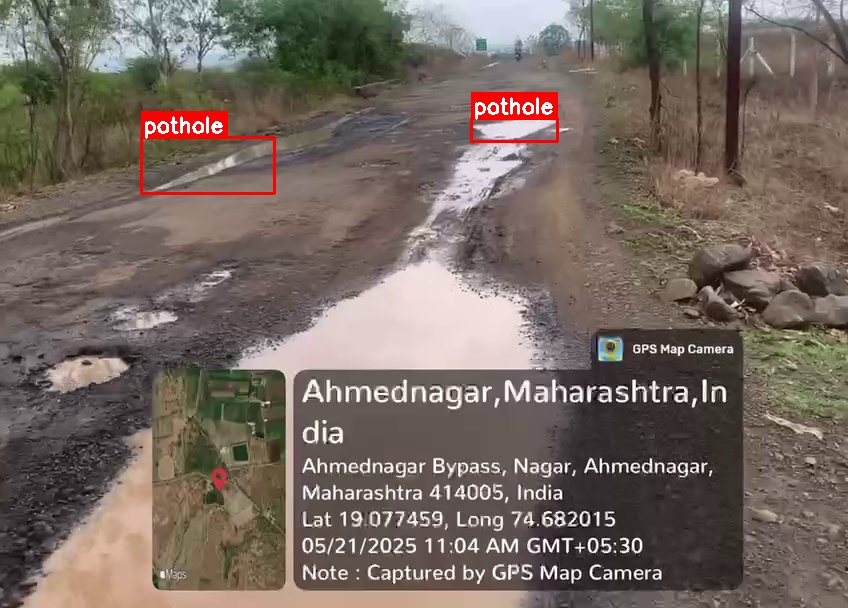 pothole
pothole
GPS Map Camera
Ahmednagar,Maharashtra,In
dia
Ahmednagar Bypass, Nagar, Ahmednagar,
Maharashtra 414005, India
Lat 19.077459, Long 74.682015
05/21/2025 11:04 AM GMT+05:30
Note : Captured by GPS Map Camera
Maps